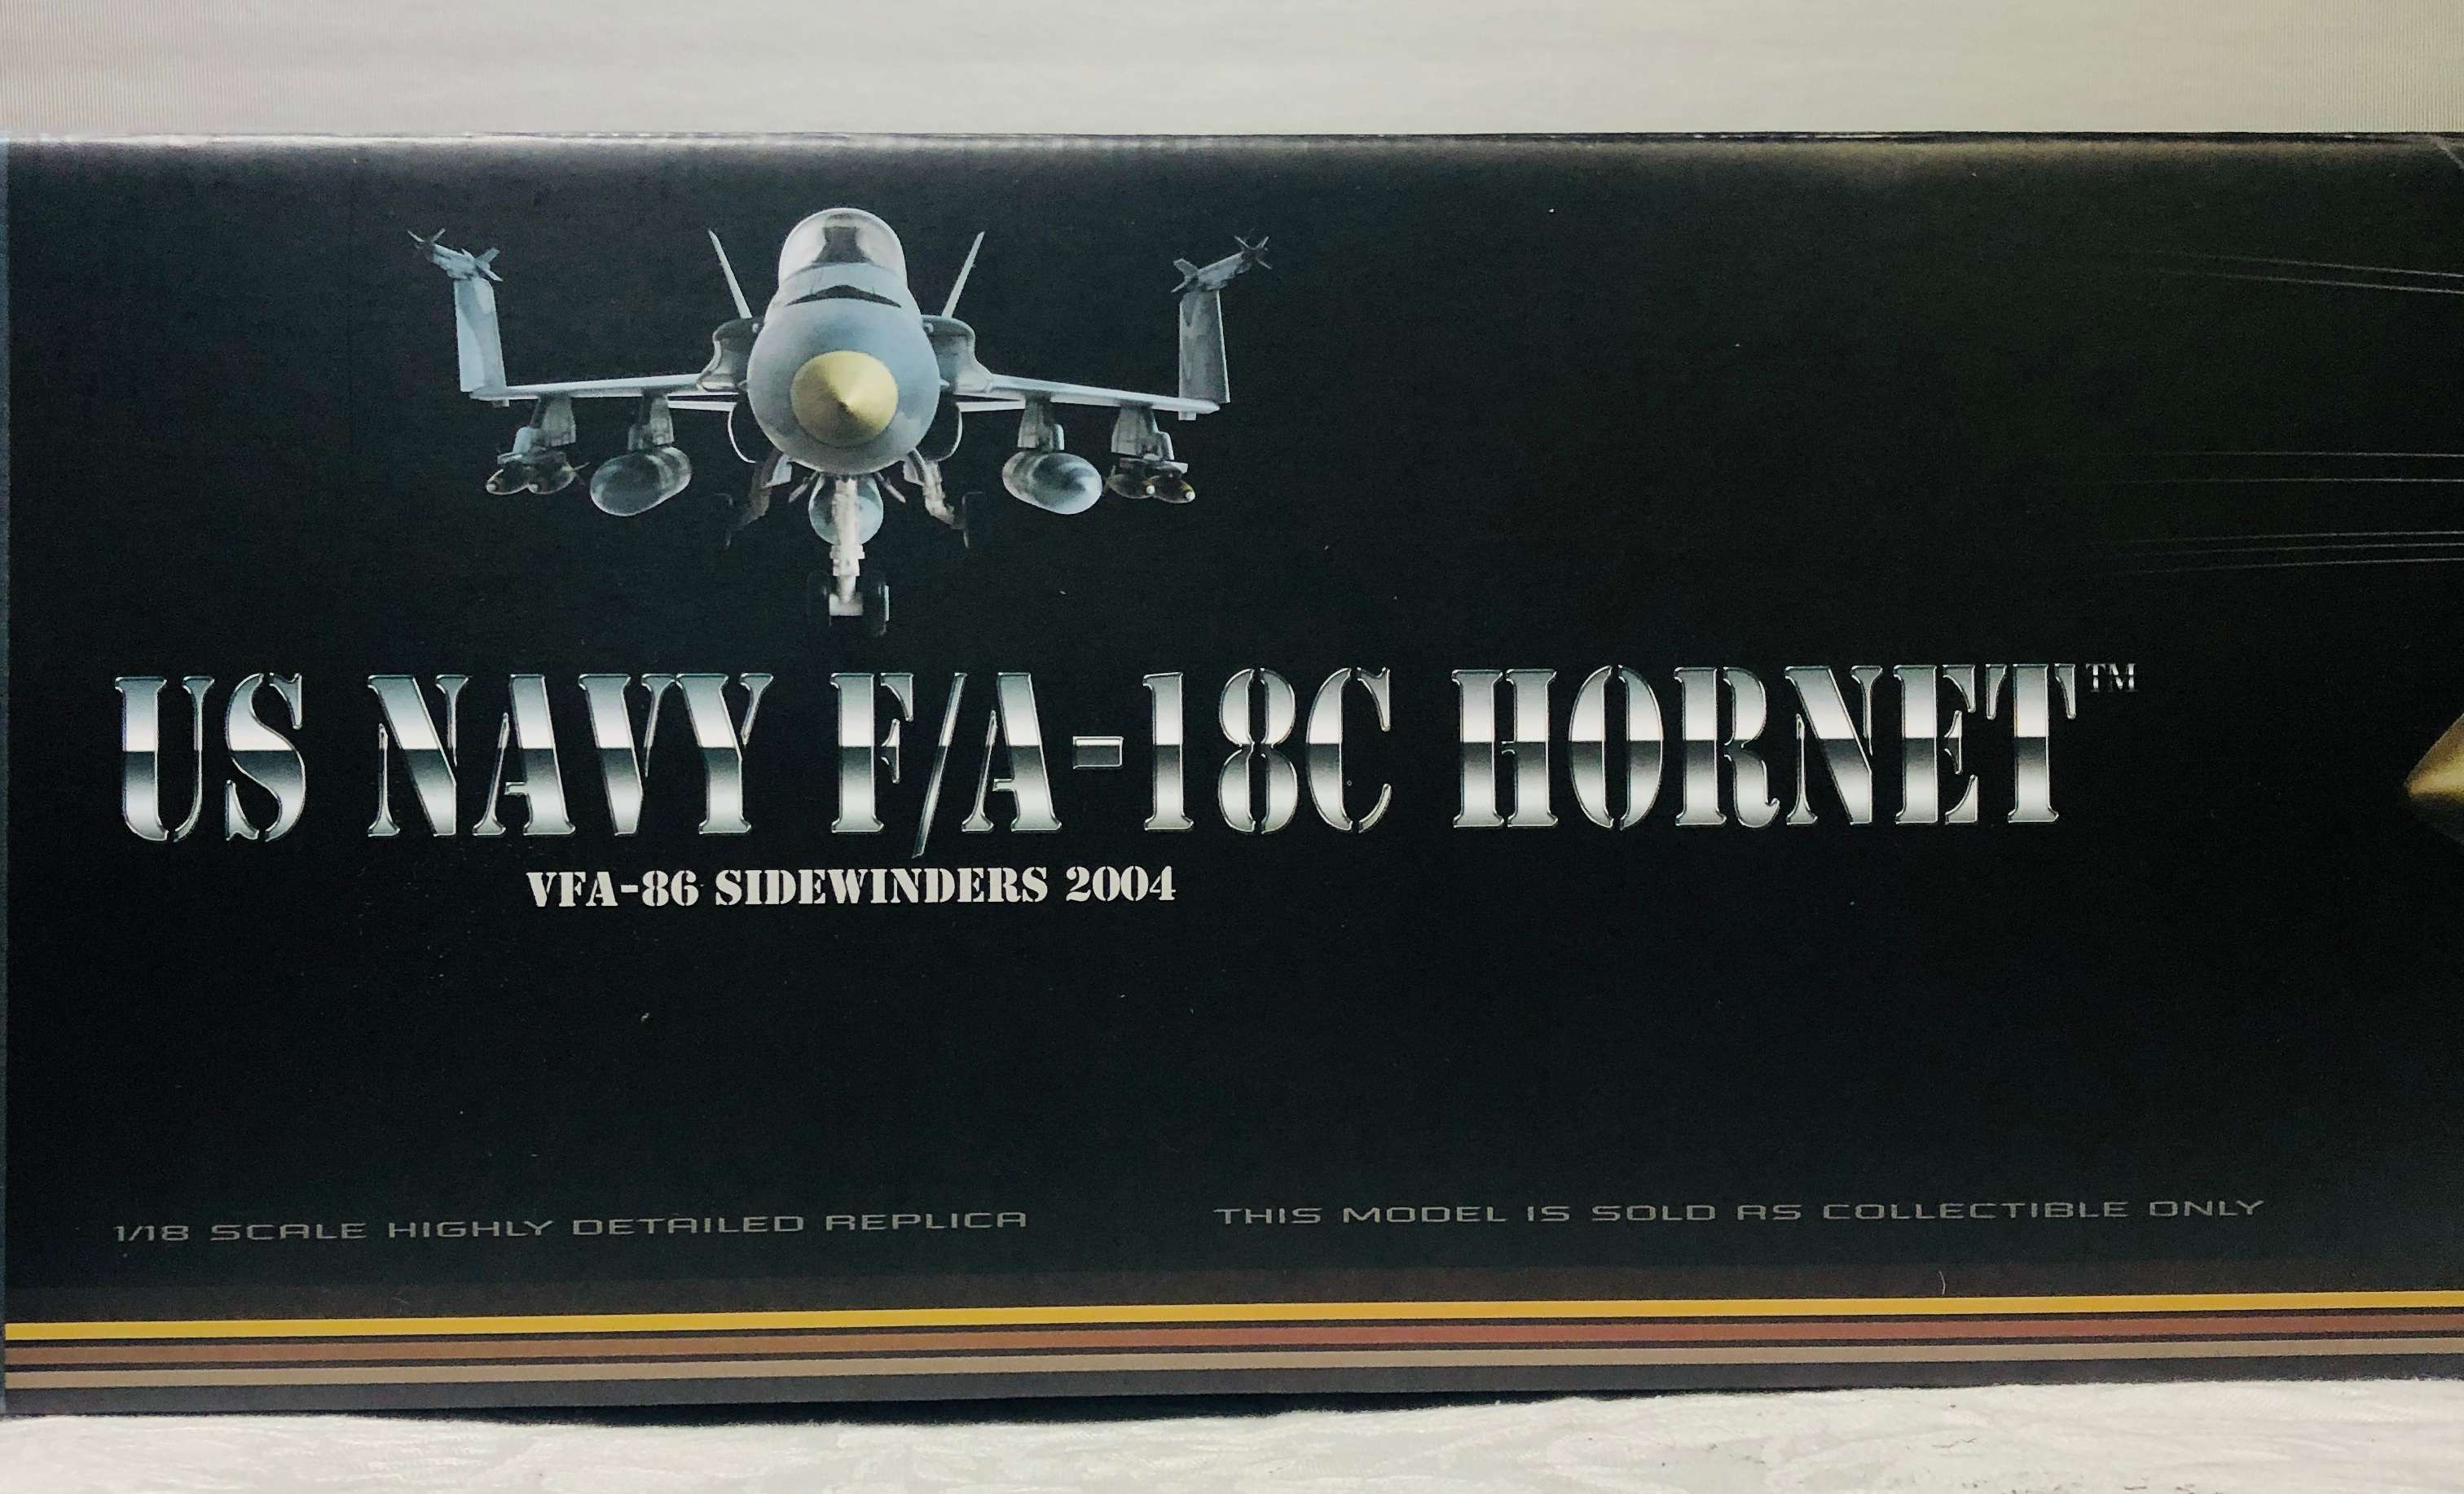 US NAVY F/A-18C HORNET™
VFA-86 SIDEWINDERS 2004
1/18 SCALE HIGHLY DETAILED REPLICA
THIS MODEL IS SOLD AS COLLECTIBLE ONLY